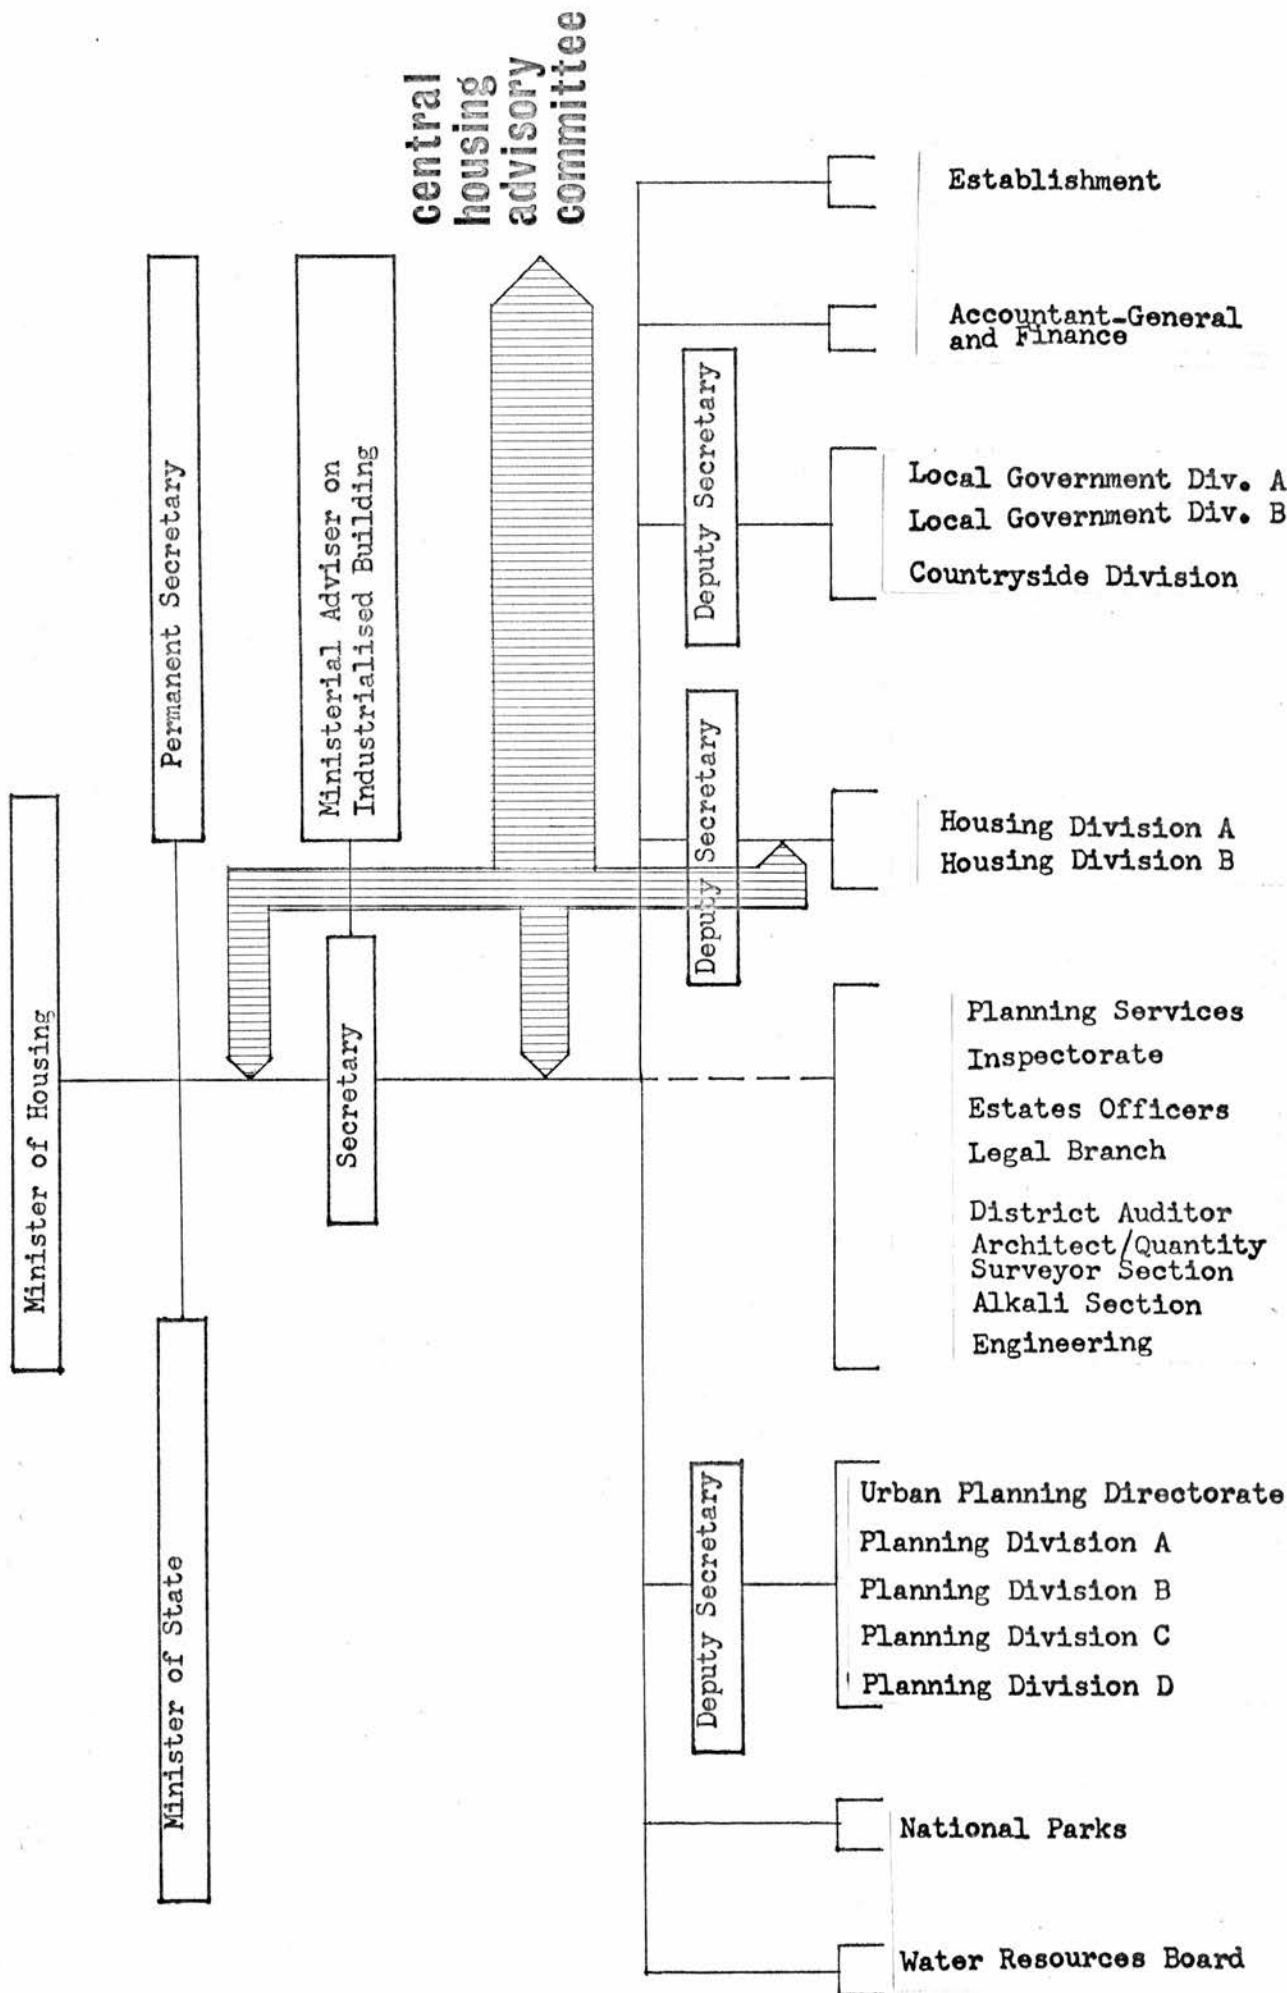 central
housing
advisory
committee
Minister of Housing
Permanent Secretary
Minister of State
Ministerial Adviser on
Industrialised Building
Secretary
Establishment
Accountant-General
and Finance
Deputy Secretary
Local Government Div. A
Local Government Div. B
Countryside Division
Deputy Secretary
Housing Division A
Housing Division B
Planning Services
Inspectorate
Estates Officers
Legal Branch
District Auditor
Architect/Quantity
Surveyor Section
Alkali Section
Engineering
Deputy Secretary
Urban Planning Directorate
Planning Division A
Planning Division B
Planning Division C
Planning Division D
National Parks
Water Resources Board